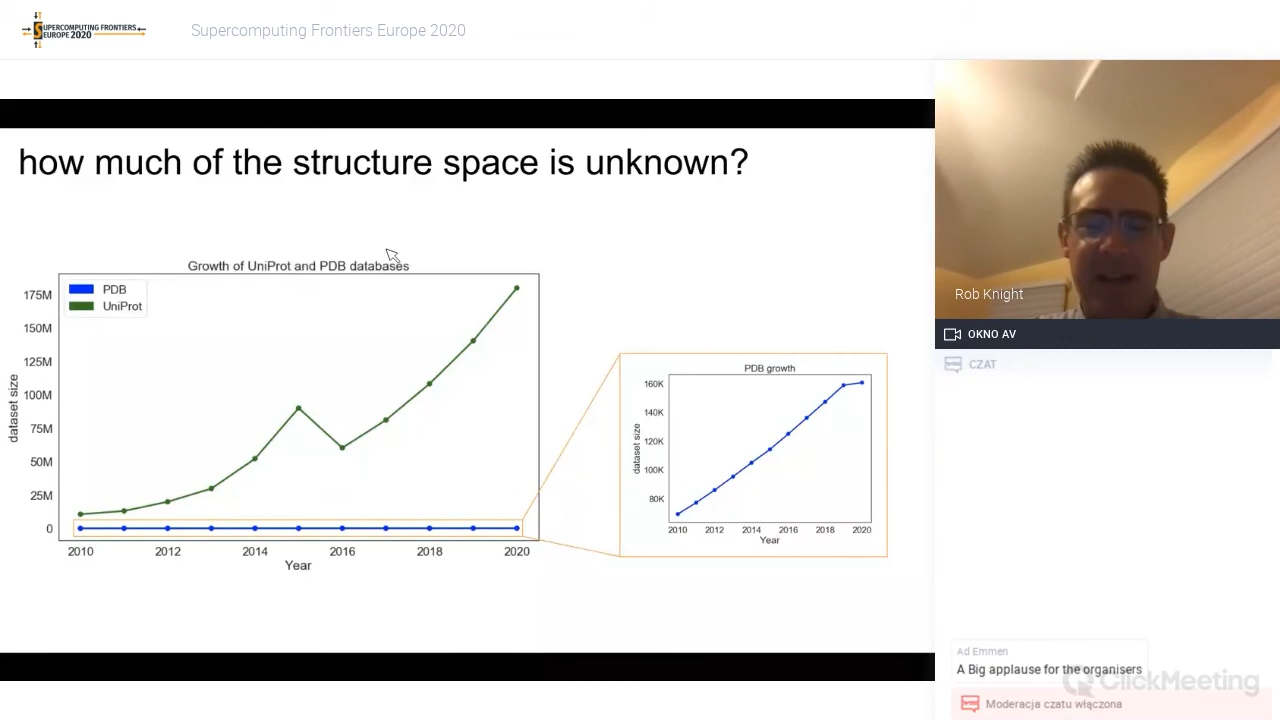 SUPERCOMPUTING FRONTIERS
EUROPE 2020
Supercomputing Frontiers Europe 2020
how much of the structure space is unknown?
Growth of UniProt and PDB databases
PDB
UniProt
175M
150M
125M
100M
75M
50M
25M
0
dataset size
2010 2012 2014 2016 2018 2020
Year
PDB growth
160K
140K
120K
100K
80K
dataset size
2010 2012 2014 2016 2018 2020
Year
Rob Knight
OKNO AV
CZAT
Ad Emmen
A Big applause for the organisers
ClickMeeting
Moderacja czatu włączona